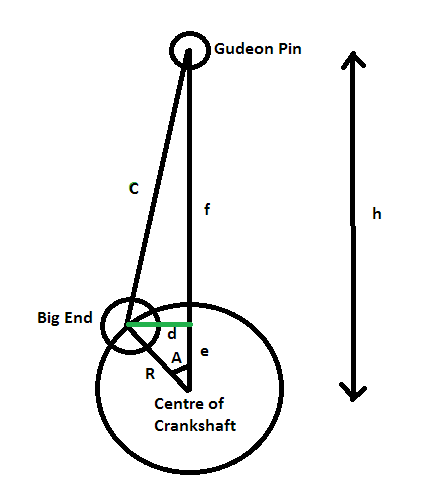 Gudeon Pin
C
f
h
Big End
d
A
e
R
Centre of
Crankshaft